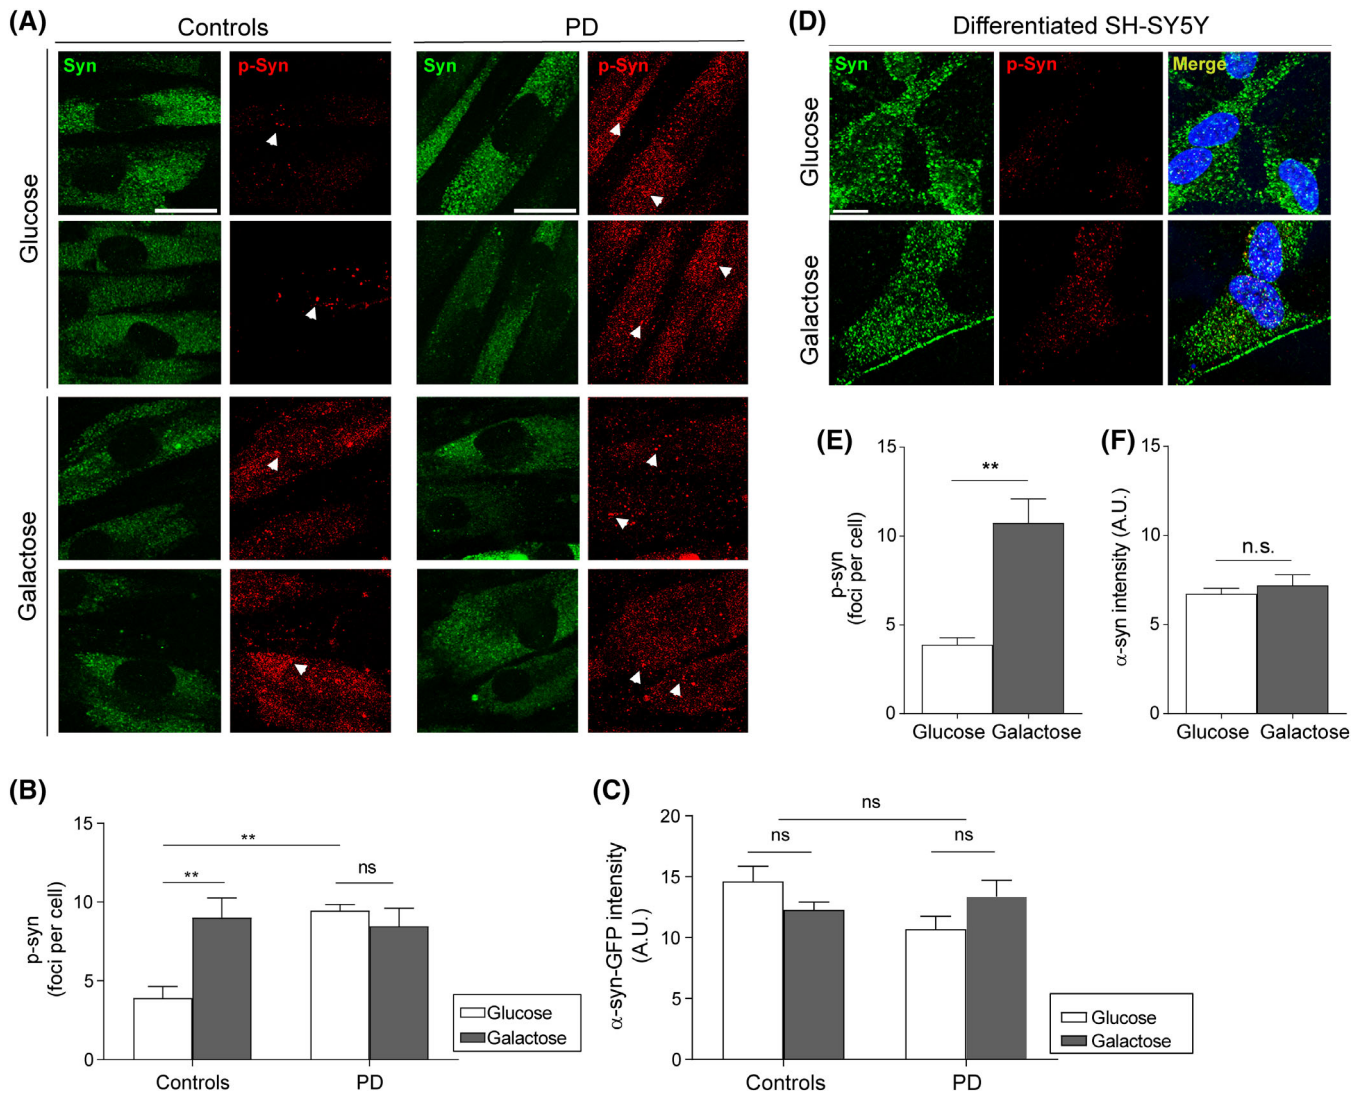 (A)
Controls
PD
Syn
p-Syn
Syn
p-Syn
Glucose
Galactose
(D)
Differentiated SH-SY5Y
Syn
p-Syn
Merge
Glucose
Galactose
(E)
p-syn
(foci per cell)
15
10
5
0
**
Glucose
Galactose
(F)
α-syn intensity (A.U.)
15
10
5
0
n.s.
Glucose
Galactose
(B)
p-syn
(foci per cell)
15
10
5
0
**
**
ns
Controls
PD
Glucose
Galactose
(C)
α-syn-GFP intensity
(A.U.)
20
15
10
5
0
ns
ns
ns
Controls
PD
Glucose
Galactose